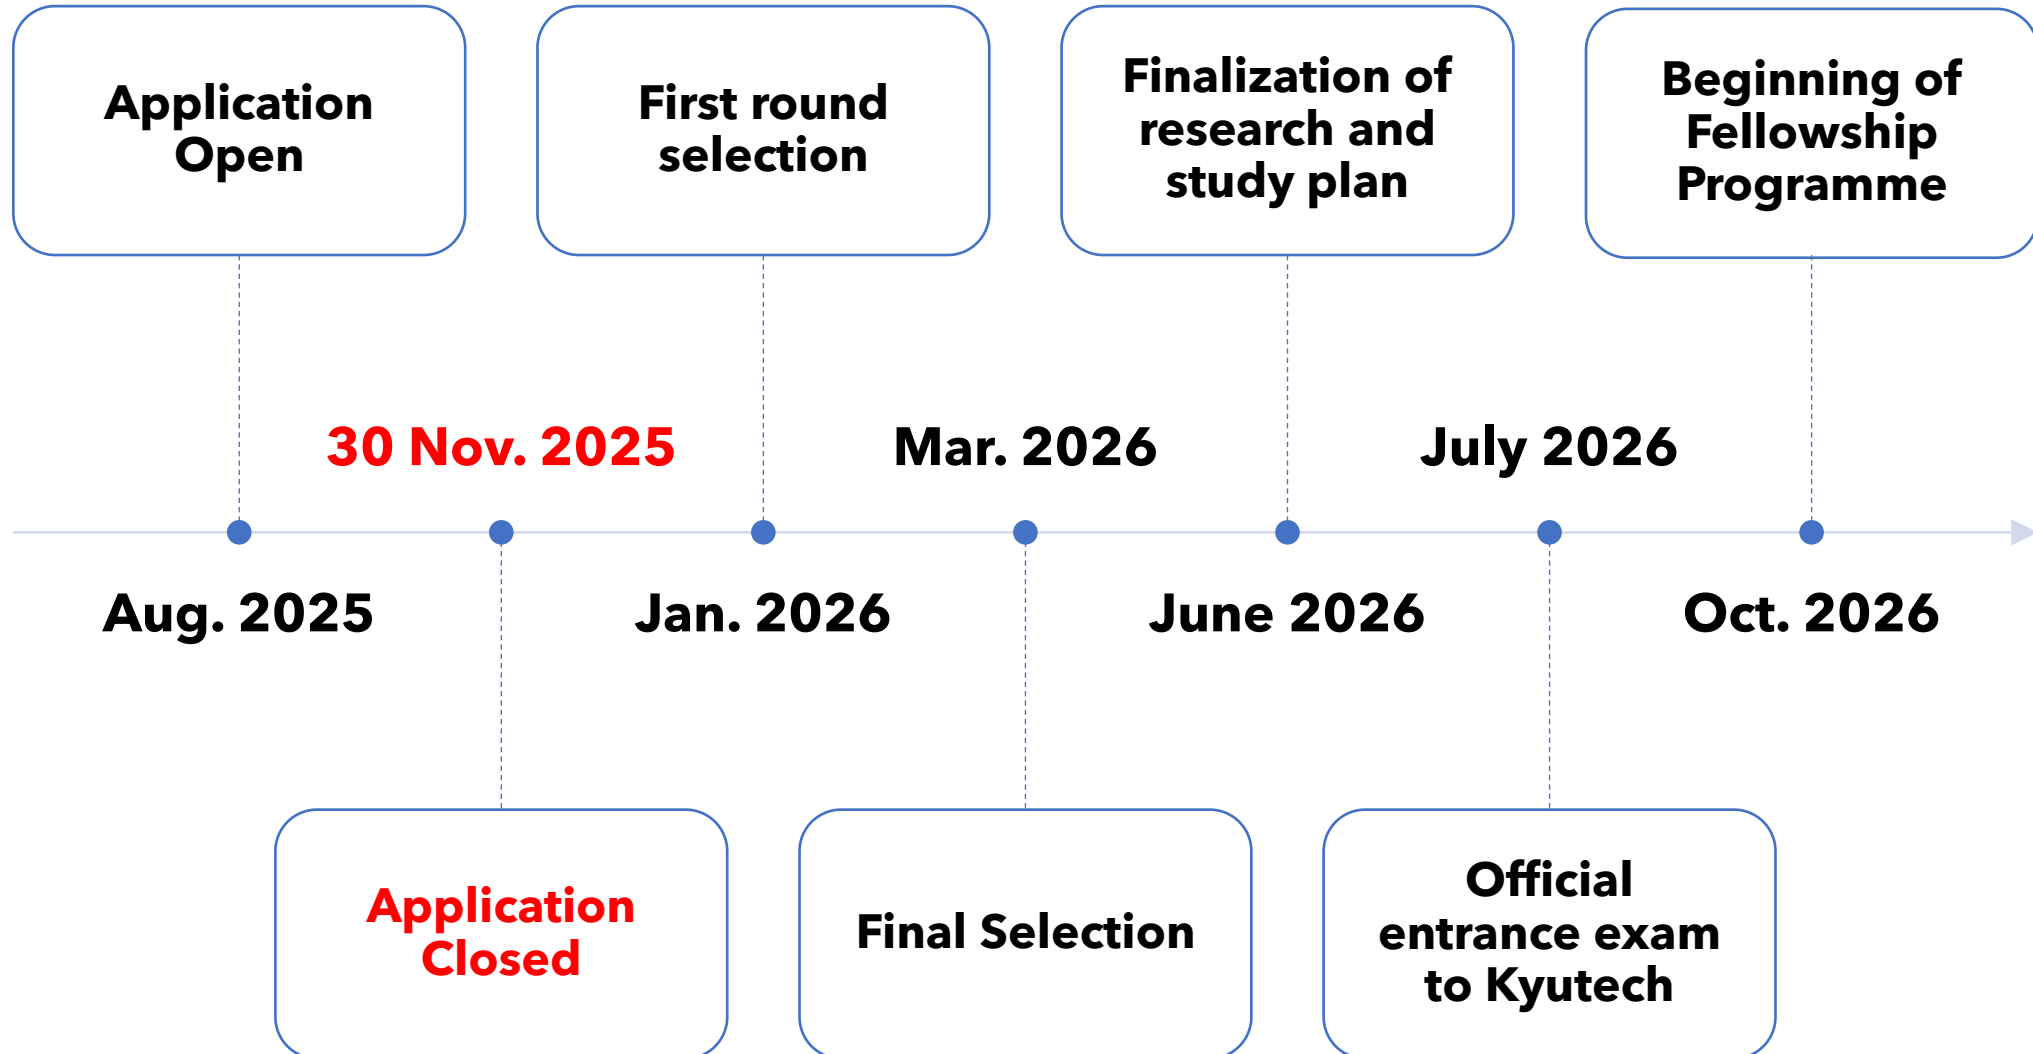 Application
Open
First round
selection
Finalization of
research and
study plan
Beginning of
Fellowship
Programme
30 Nov. 2025
Mar. 2026
July 2026
Aug. 2025
Jan. 2026
June 2026
Oct. 2026
Application
Closed
Final Selection
Official
entrance exam
to Kyutech